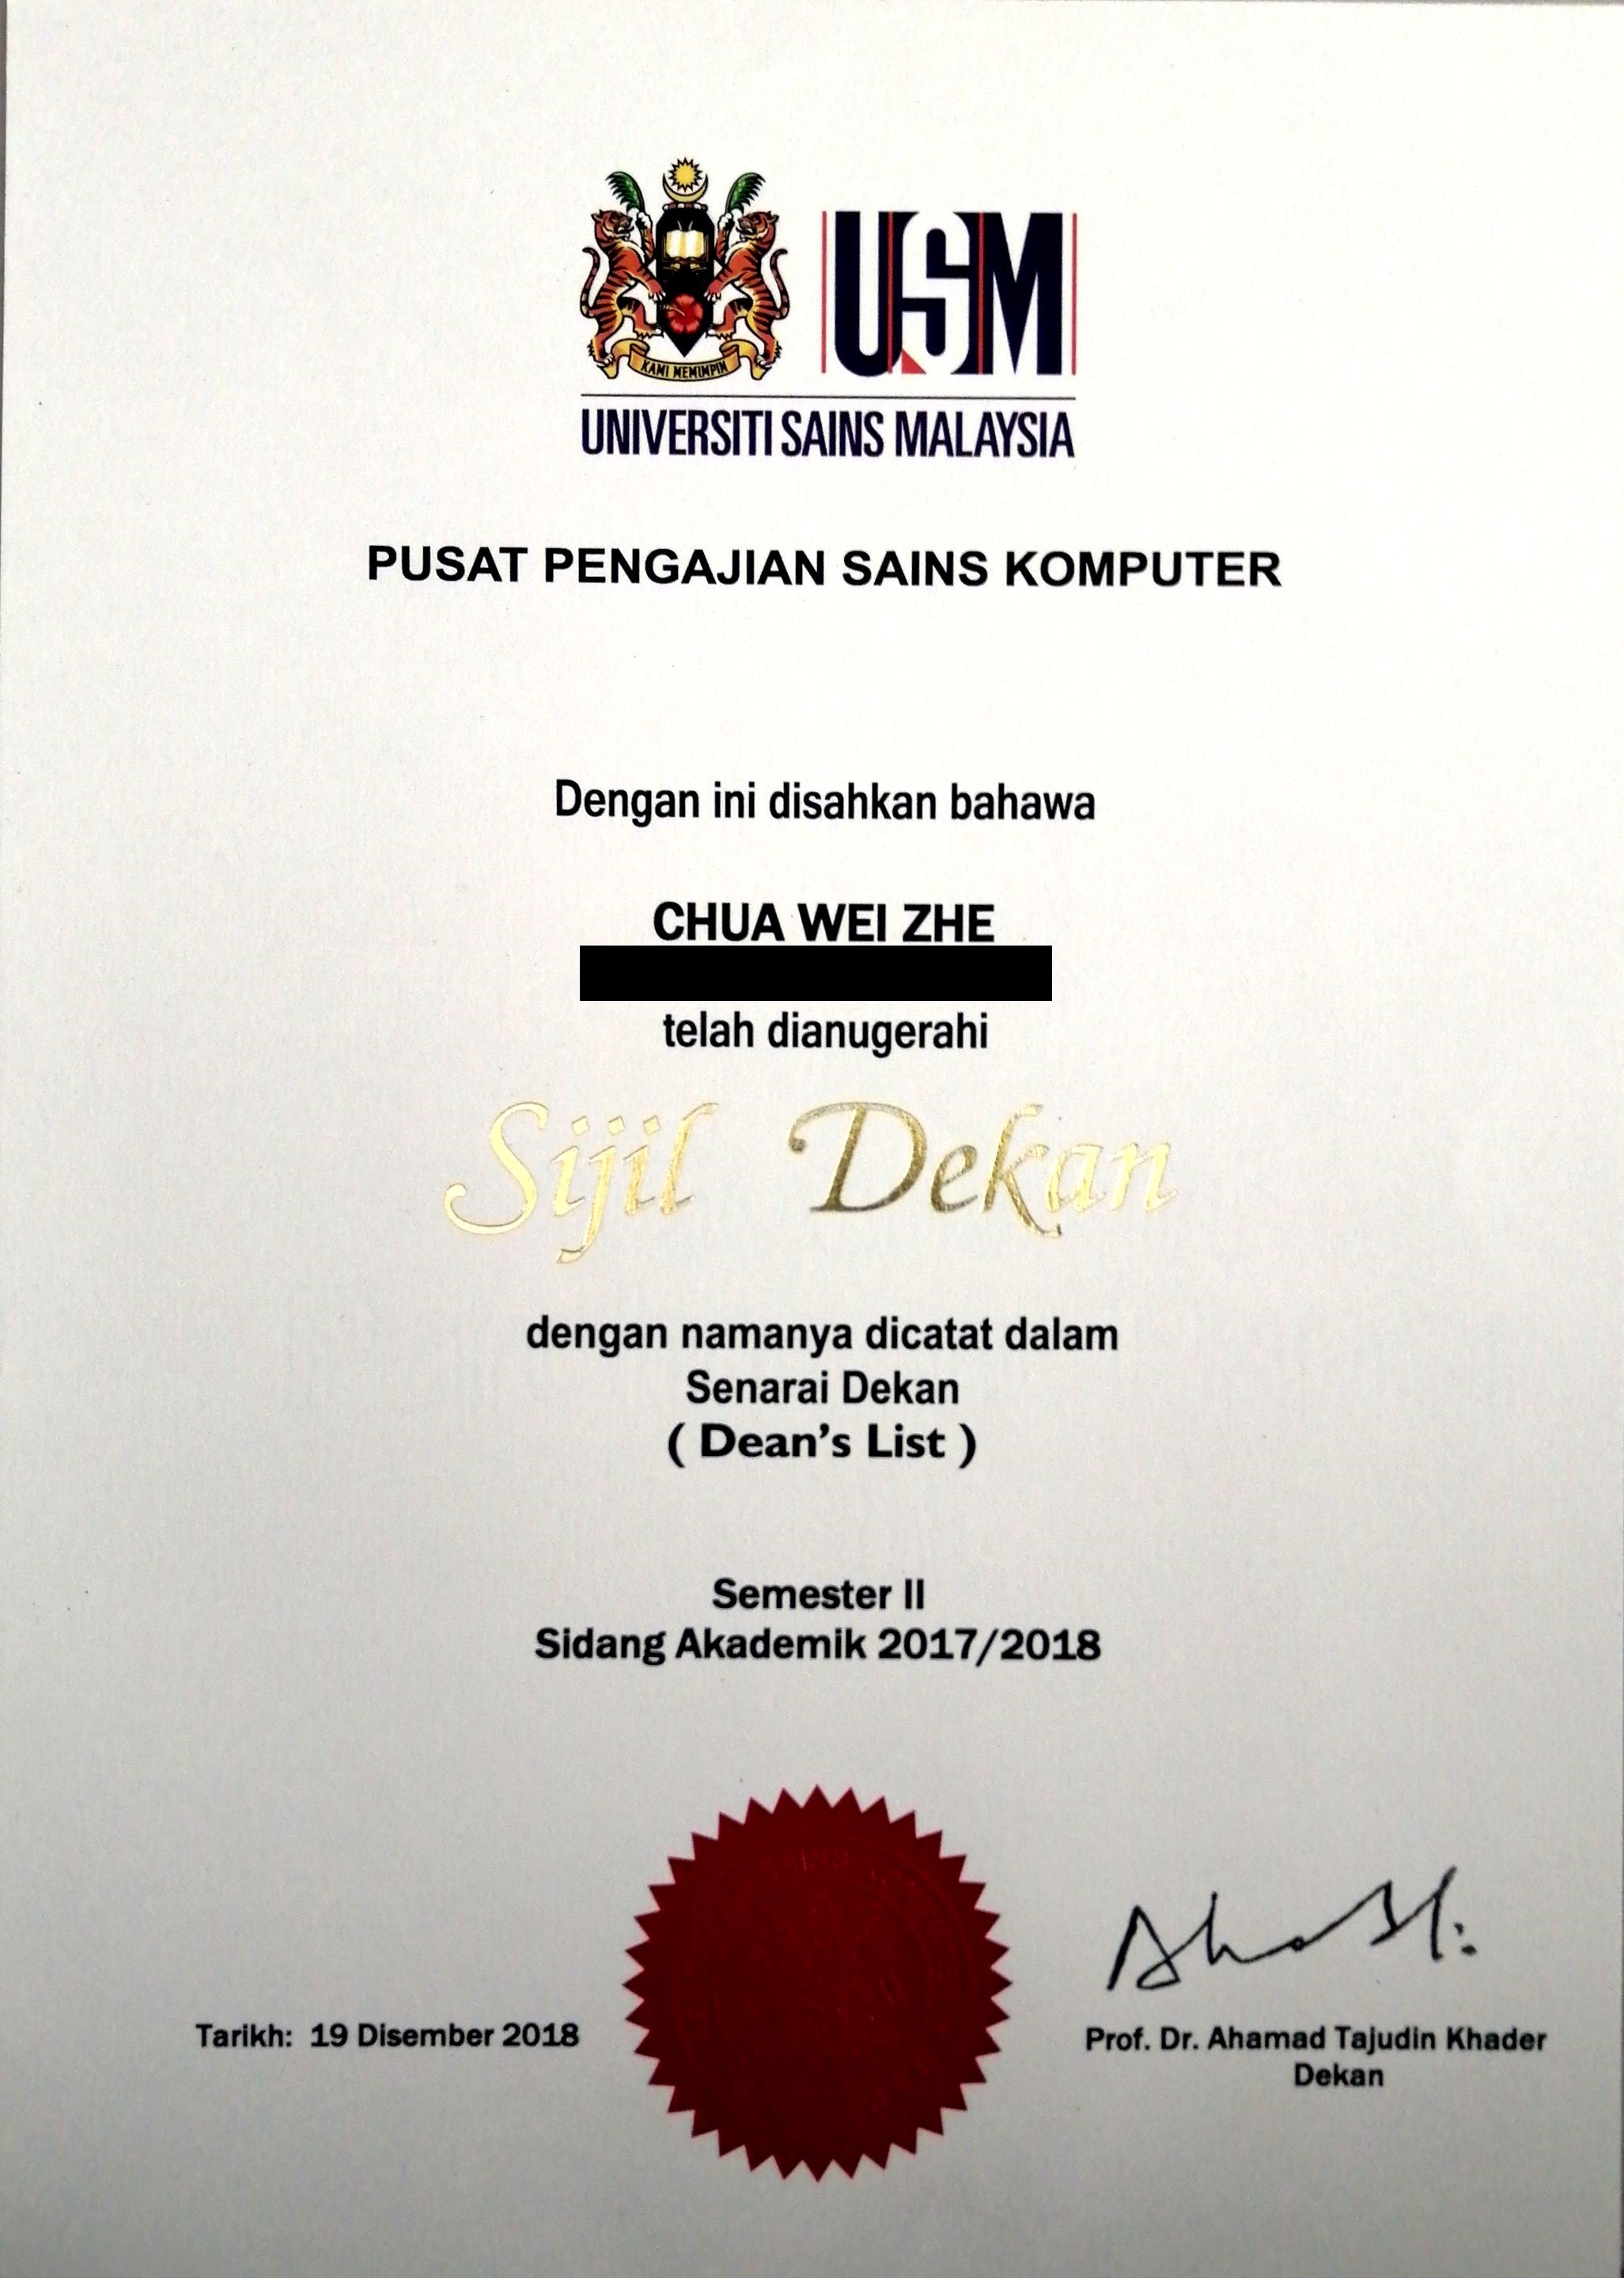 KAMI MEMIMPIN
USM
UNIVERSITI SAINS MALAYSIA
PUSAT PENGAJIAN SAINS KOMPUTER
Dengan ini disahkan bahawa
CHUA WEI ZHE
telah dianugerahi
Sijil Dekan
dengan namanya dicatat dalam
Senarai Dekan
( Dean's List )
Semester II
Sidang Akademik 2017/2018
Tarikh: 19 Disember 2018
Prof. Dr. Ahamad Tajudin Khader
Dekan